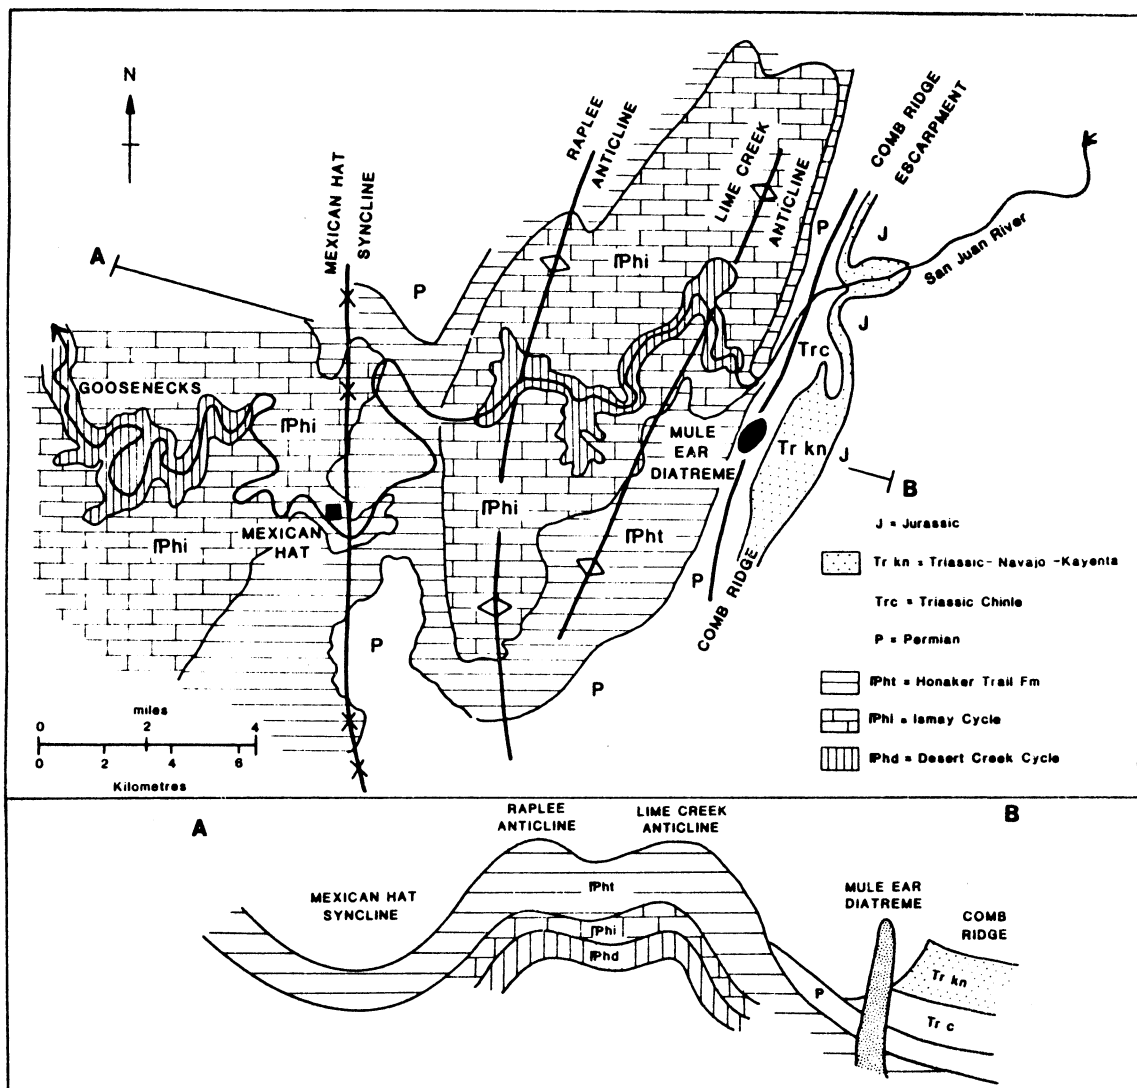 N
RAPLEE
ANTICLINE
COMB RIDGE
ESCARPMENT
LIME CREEK
ANTICLINE
MEXICAN HAT
SYNCLINE
A
P
P
J
San Juan River
ℙhi
J
Trc
GOOSENECKS
ℙhi
MULE
EAR
DIATREME
Tr kn
J
B
MEXICAN
HAT
ℙhi
ℙhi
ℙht
P
P
P
COMB RIDGE
J = Jurassic
Tr kn = Triassic - Navajo - Kayenta
Trc = Triassic Chinle
P = Permian
ℙht = Honaker Trail Fm
ℙhi = Ismay Cycle
ℙhd = Desert Creek Cycle
miles
0 2 4
0 2 4 6
Kilometres
A
RAPLEE
ANTICLINE
LIME CREEK
ANTICLINE
B
MEXICAN HAT
SYNCLINE
ℙht
ℙhi
ℙhd
MULE EAR
DIATREME
COMB
RIDGE
P
Tr kn
Tr c